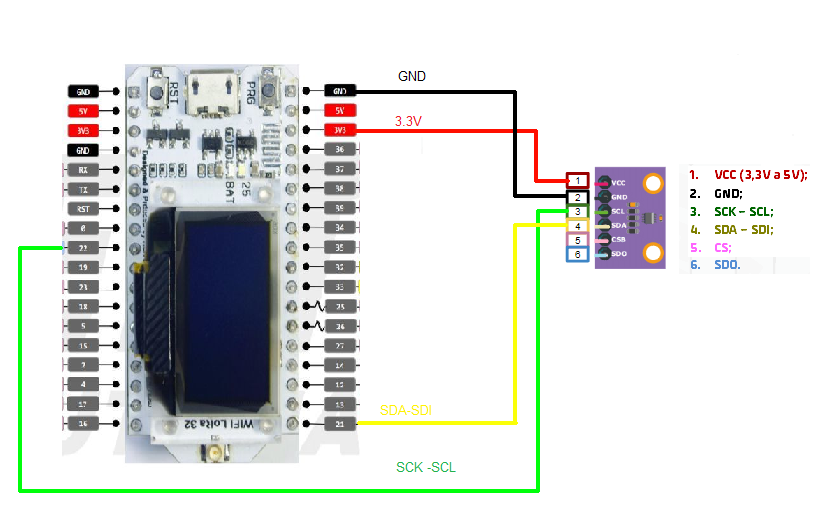 GND
3.3V
GND
5V
3V3
GND
RX
TX
RST
0
22
19
23
18
5
15
2
4
17
16
RST
PRG
GND
5V
3V3
36
37
38
39
34
35
32
33
25
26
27
14
12
13
21
WIFI LoRa 32
1
2
3
4
5
6
VCC
GND
SCL
SDA
CSB
SDO
1. VCC (3,3V a 5V);
2. GND;
3. SCK – SCL;
4. SDA – SDI;
5. CS;
6. SDO.
SDA-SDI
SCK -SCL